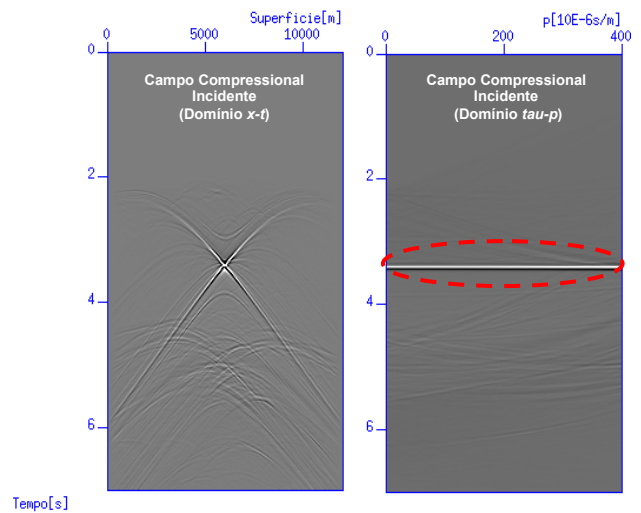 Superficie[m]
0 5000 10000
0
Campo Compressional
Incidente
(Domínio x-t)
2
4
6
Tempo[s]
p[10E-6s/m]
0 200 400
0
Campo Compressional
Incidente
(Domínio tau-p)
2
4
6